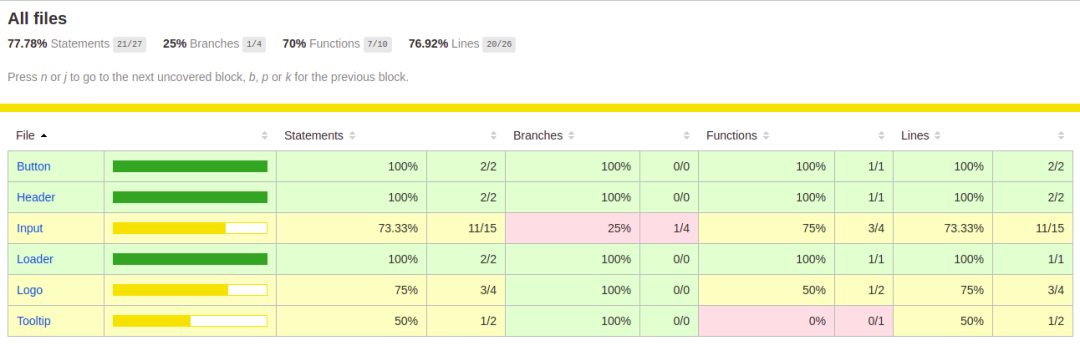 All files
77.78% Statements 21/27 25% Branches 1/4 70% Functions 7/10 76.92% Lines 20/26
Press n or j to go to the next uncovered block, b, p or k for the previous block.
File Statements Branches Functions Lines
Button 100% 2/2 100% 0/0 100% 1/1 100% 2/2
Header 100% 2/2 100% 0/0 100% 1/1 100% 2/2
Input 73.33% 11/15 25% 1/4 75% 3/4 73.33% 11/15
Loader 100% 2/2 100% 0/0 100% 1/1 100% 1/1
Logo 75% 3/4 100% 0/0 50% 1/2 75% 3/4
Tooltip 50% 1/2 100% 0/0 0% 0/1 50% 1/2